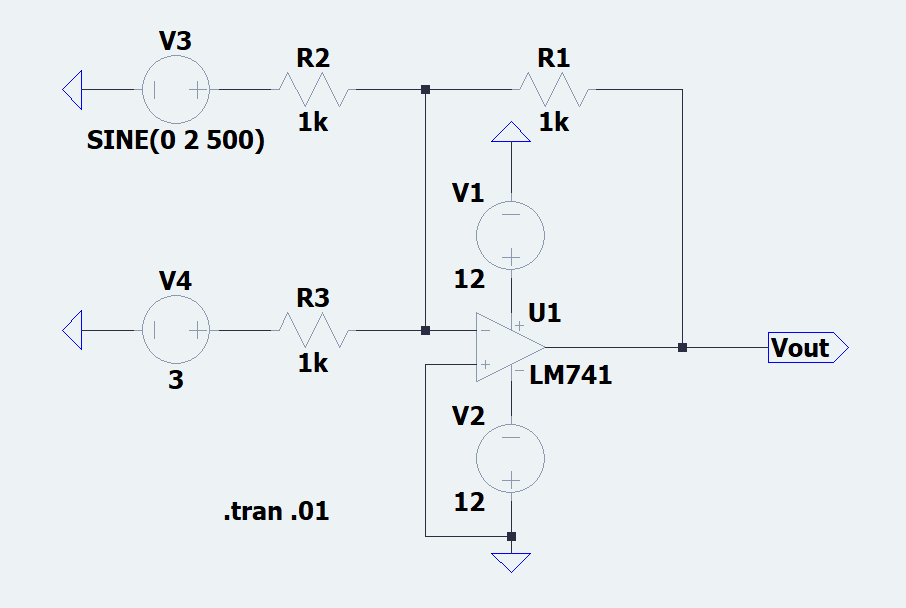 V3
R2
R1
SINE(0 2 500)
1k
1k
V1
12
V4
R3
U1
3
1k
Vout
LM741
V2
12
.tran .01